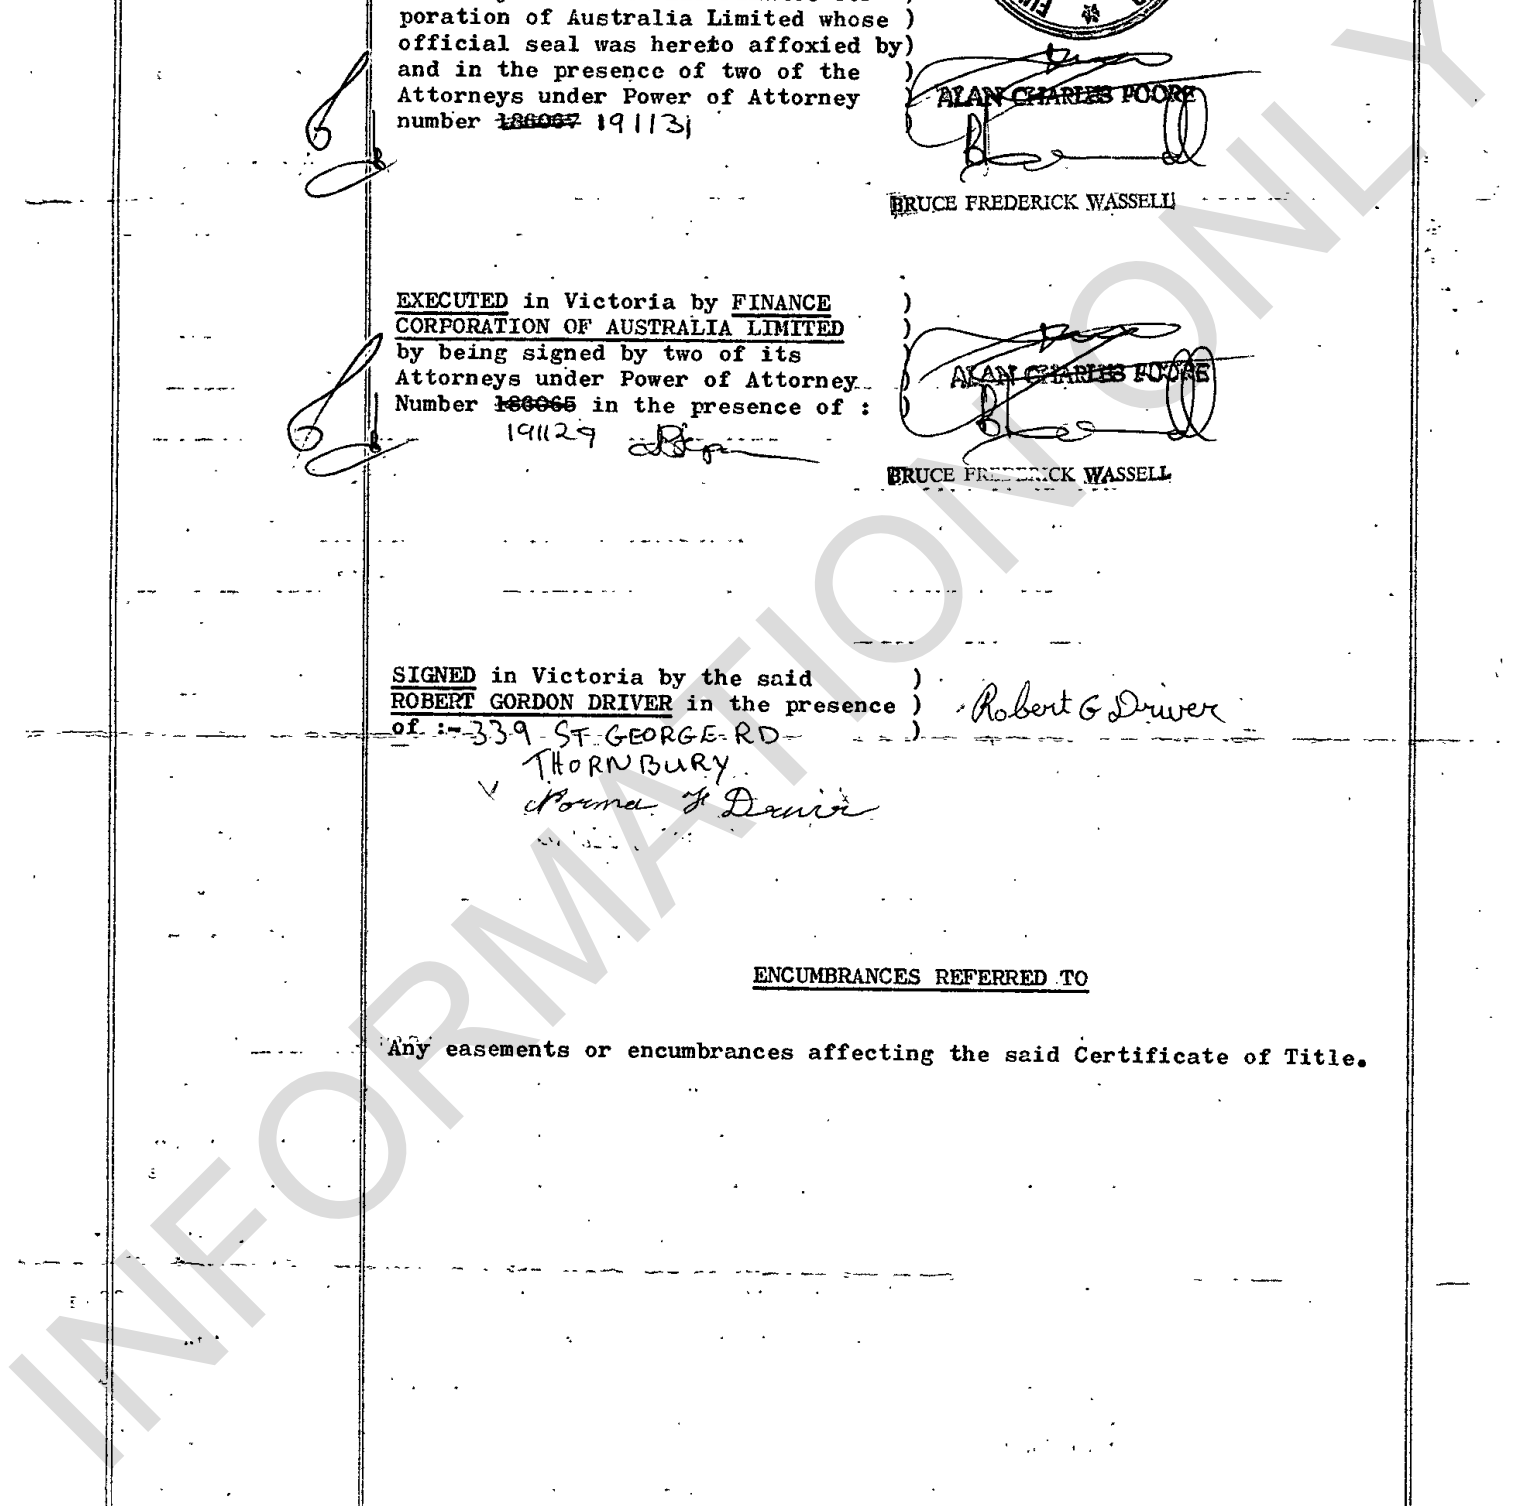 poration of Australia Limited whose )
official seal was hereto affoxied by)
and in the presence of two of the )
Attorneys under Power of Attorney )
number 186067 191131 )
ALAN CHARLES POORE
BRUCE FREDERICK WASSELL
EXECUTED in Victoria by FINANCE )
CORPORATION OF AUSTRALIA LIMITED )
by being signed by two of its )
Attorneys under Power of Attorney )
Number 186065 in the presence of : )
191129
ALAN CHARLES POORE
BRUCE FREDERICK WASSELL
SIGNED in Victoria by the said )
ROBERT GORDON DRIVER in the presence )
of :- 339 ST GEORGE RD )
Robert G Driver
THORNBURY
Norma F Driver
ENCUMBRANCES REFERRED TO
Any easements or encumbrances affecting the said Certificate of Title.
INFORMATION ONLY